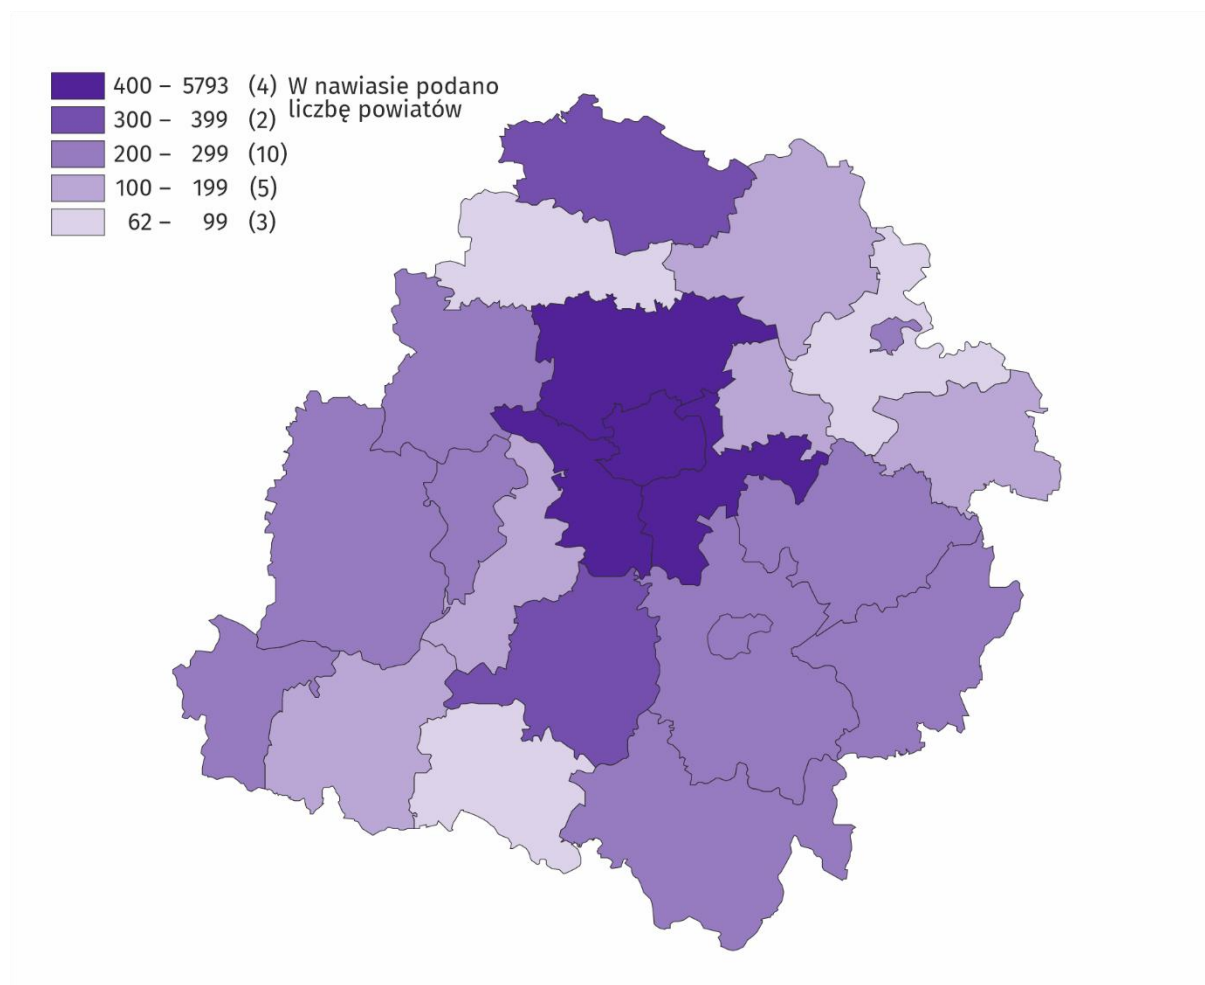 400 – 5793 (4) W nawiasie podano
liczbę powiatów
300 – 399 (2)
200 – 299 (10)
100 – 199 (5)
62 – 99 (3)